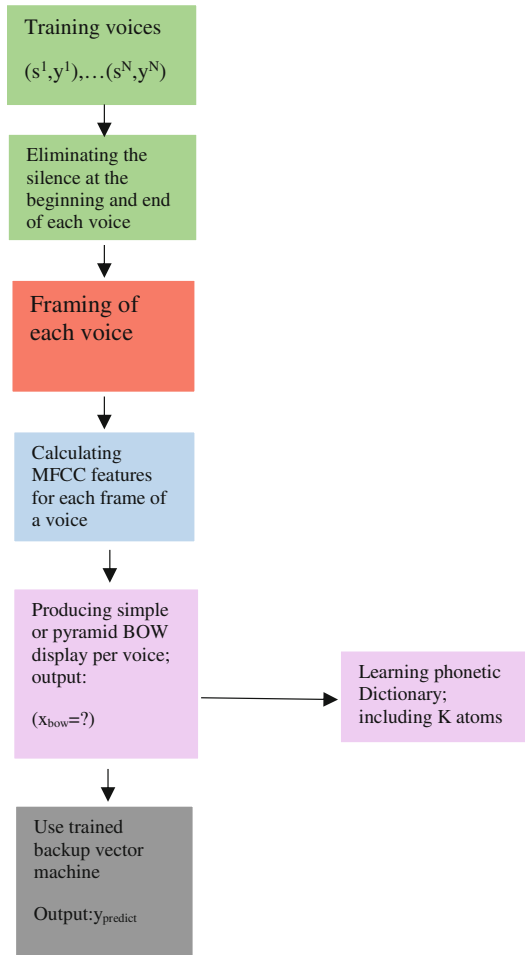 Training voices
(s¹,y¹),…(sᴺ,yᴺ)
Eliminating the
silence at the
beginning and end
of each voice
Framing of
each voice
Calculating
MFCC features
for each frame of
a voice
Producing simple
or pyramid BOW
display per voice;
output:
(x_bow=?)
Learning phonetic
Dictionary;
including K atoms
Use trained
backup vector
machine
Output:y_predict